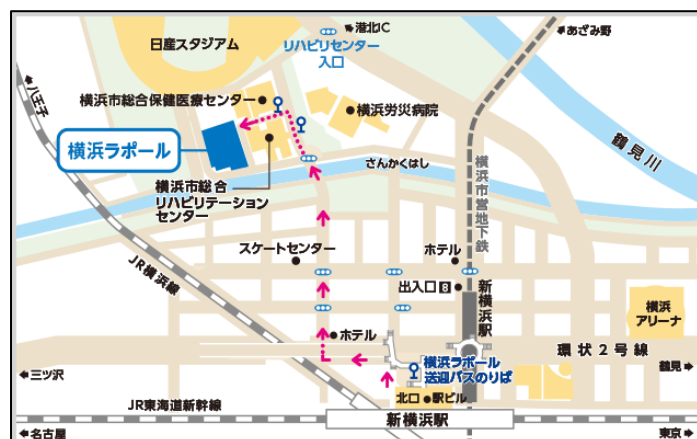 日産スタジアム
港北IC
リハビリセンター
入口
あざみ野
八王子
横浜市総合保健医療センター
横浜労災病院
横浜ラポール
鶴見川
さんかくはし
横浜市営地下鉄
横浜市総合
リハビリテーション
センター
スケートセンター
ホテル
JR横浜線
出入口 8
新横浜駅
横浜
アリーナ
ホテル
環状2号線
横浜ラポール
送迎バスのりば
三ツ沢
鶴見
北口
駅ビル
JR東海道新幹線
新横浜駅
名古屋
東京